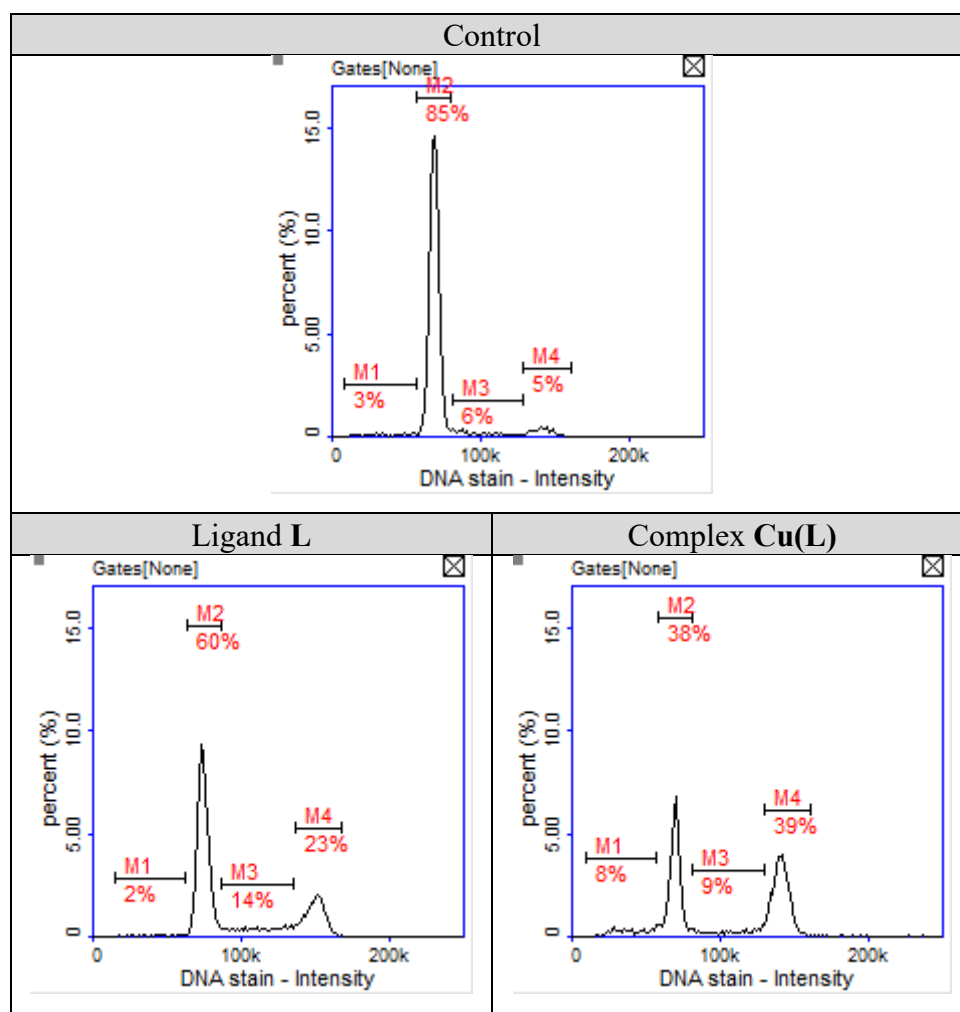 Control
Gates[None]
M2
85%
M4
5%
M1
3%
M3
6%
percent (%)
15.0
10.0
5.00
0
0 100k 200k
DNA stain - Intensity
Ligand L
Gates[None]
M2
60%
M4
23%
M1
2%
M3
14%
percent (%)
15.0
10.0
5.00
0
0 100k 200k
DNA stain - Intensity
Complex Cu(L)
Gates[None]
M2
38%
M4
39%
M1
8%
M3
9%
percent (%)
15.0
10.0
5.00
0
0 100k 200k
DNA stain - Intensity